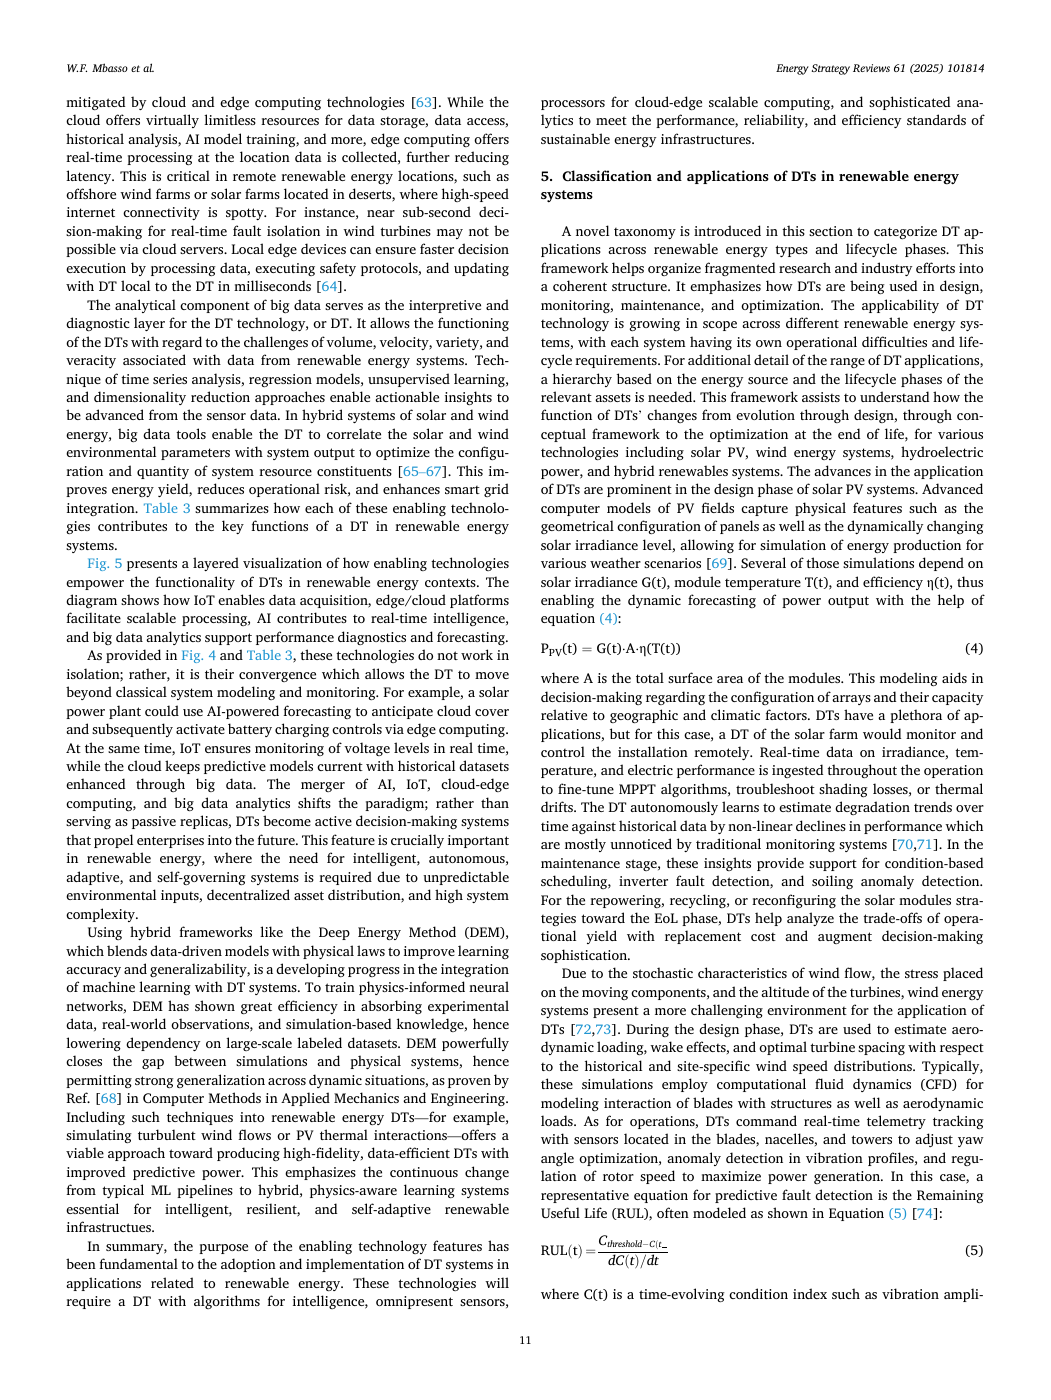 W.F. Mbasso et al.
Energy Strategy Reviews 61 (2025) 101814
mitigated by cloud and edge computing technologies [63]. While the
cloud offers virtually limitless resources for data storage, data access,
historical analysis, AI model training, and more, edge computing offers
real-time processing at the location data is collected, further reducing
latency. This is critical in remote renewable energy locations, such as
offshore wind farms or solar farms located in deserts, where high-speed
internet connectivity is spotty. For instance, near sub-second deci-
sion-making for real-time fault isolation in wind turbines may not be
possible via cloud servers. Local edge devices can ensure faster decision
execution by processing data, executing safety protocols, and updating
with DT local to the DT in milliseconds [64].
The analytical component of big data serves as the interpretive and
diagnostic layer for the DT technology, or DT. It allows the functioning
of the DTs with regard to the challenges of volume, velocity, variety, and
veracity associated with data from renewable energy systems. Tech-
nique of time series analysis, regression models, unsupervised learning,
and dimensionality reduction approaches enable actionable insights to
be advanced from the sensor data. In hybrid systems of solar and wind
energy, big data tools enable the DT to correlate the solar and wind
environmental parameters with system output to optimize the configu-
ration and quantity of system resource constituents [65–67]. This im-
proves energy yield, reduces operational risk, and enhances smart grid
integration. Table 3 summarizes how each of these enabling technolo-
gies contributes to the key functions of a DT in renewable energy
systems.
Fig. 5 presents a layered visualization of how enabling technologies
empower the functionality of DTs in renewable energy contexts. The
diagram shows how IoT enables data acquisition, edge/cloud platforms
facilitate scalable processing, AI contributes to real-time intelligence,
and big data analytics support performance diagnostics and forecasting.
As provided in Fig. 4 and Table 3, these technologies do not work in
isolation; rather, it is their convergence which allows the DT to move
beyond classical system modeling and monitoring. For example, a solar
power plant could use AI-powered forecasting to anticipate cloud cover
and subsequently activate battery charging controls via edge computing.
At the same time, IoT ensures monitoring of voltage levels in real time,
while the cloud keeps predictive models current with historical datasets
enhanced through big data. The merger of AI, IoT, cloud-edge
computing, and big data analytics shifts the paradigm; rather than
serving as passive replicas, DTs become active decision-making systems
that propel enterprises into the future. This feature is crucially important
in renewable energy, where the need for intelligent, autonomous,
adaptive, and self-governing systems is required due to unpredictable
environmental inputs, decentralized asset distribution, and high system
complexity.
Using hybrid frameworks like the Deep Energy Method (DEM),
which blends data-driven models with physical laws to improve learning
accuracy and generalizability, is a developing progress in the integration
of machine learning with DT systems. To train physics-informed neural
networks, DEM has shown great efficiency in absorbing experimental
data, real-world observations, and simulation-based knowledge, hence
lowering dependency on large-scale labeled datasets. DEM powerfully
closes the gap between simulations and physical systems, hence
permitting strong generalization across dynamic situations, as proven by
Ref. [68] in Computer Methods in Applied Mechanics and Engineering.
Including such techniques into renewable energy DTs—for example,
simulating turbulent wind flows or PV thermal interactions—offers a
viable approach toward producing high-fidelity, data-efficient DTs with
improved predictive power. This emphasizes the continuous change
from typical ML pipelines to hybrid, physics-aware learning systems
essential for intelligent, resilient, and self-adaptive renewable
infrastructues.
In summary, the purpose of the enabling technology features has
been fundamental to the adoption and implementation of DT systems in
applications related to renewable energy. These technologies will
require a DT with algorithms for intelligence, omnipresent sensors,
processors for cloud-edge scalable computing, and sophisticated ana-
lytics to meet the performance, reliability, and efficiency standards of
sustainable energy infrastructures.
5. Classification and applications of DTs in renewable energy
systems
A novel taxonomy is introduced in this section to categorize DT ap-
plications across renewable energy types and lifecycle phases. This
framework helps organize fragmented research and industry efforts into
a coherent structure. It emphasizes how DTs are being used in design,
monitoring, maintenance, and optimization. The applicability of DT
technology is growing in scope across different renewable energy sys-
tems, with each system having its own operational difficulties and life-
cycle requirements. For additional detail of the range of DT applications,
a hierarchy based on the energy source and the lifecycle phases of the
relevant assets is needed. This framework assists to understand how the
function of DTs' changes from evolution through design, through con-
ceptual framework to the optimization at the end of life, for various
technologies including solar PV, wind energy systems, hydroelectric
power, and hybrid renewables systems. The advances in the application
of DTs are prominent in the design phase of solar PV systems. Advanced
computer models of PV fields capture physical features such as the
geometrical configuration of panels as well as the dynamically changing
solar irradiance level, allowing for simulation of energy production for
various weather scenarios [69]. Several of those simulations depend on
solar irradiance G(t), module temperature T(t), and efficiency η(t), thus
enabling the dynamic forecasting of power output with the help of
equation (4):
P_PV(t) = G(t)·A·η(T(t)) (4)
where A is the total surface area of the modules. This modeling aids in
decision-making regarding the configuration of arrays and their capacity
relative to geographic and climatic factors. DTs have a plethora of ap-
plications, but for this case, a DT of the solar farm would monitor and
control the installation remotely. Real-time data on irradiance, tem-
perature, and electric performance is ingested throughout the operation
to fine-tune MPPT algorithms, troubleshoot shading losses, or thermal
drifts. The DT autonomously learns to estimate degradation trends over
time against historical data by non-linear declines in performance which
are mostly unnoticed by traditional monitoring systems [70,71]. In the
maintenance stage, these insights provide support for condition-based
scheduling, inverter fault detection, and soiling anomaly detection.
For the repowering, recycling, or reconfiguring the solar modules stra-
tegies toward the EoL phase, DTs help analyze the trade-offs of opera-
tional yield with replacement cost and augment decision-making
sophistication.
Due to the stochastic characteristics of wind flow, the stress placed
on the moving components, and the altitude of the turbines, wind energy
systems present a more challenging environment for the application of
DTs [72,73]. During the design phase, DTs are used to estimate aero-
dynamic loading, wake effects, and optimal turbine spacing with respect
to the historical and site-specific wind speed distributions. Typically,
these simulations employ computational fluid dynamics (CFD) for
modeling interaction of blades with structures as well as aerodynamic
loads. As for operations, DTs command real-time telemetry tracking
with sensors located in the blades, nacelles, and towers to adjust yaw
angle optimization, anomaly detection in vibration profiles, and regu-
lation of rotor speed to maximize power generation. In this case, a
representative equation for predictive fault detection is the Remaining
Useful Life (RUL), often modeled as shown in Equation (5) [74]:
RUL(t) = C_threshold−C(t_ / dC(t)/dt (5)
where C(t) is a time-evolving condition index such as vibration ampli-
11